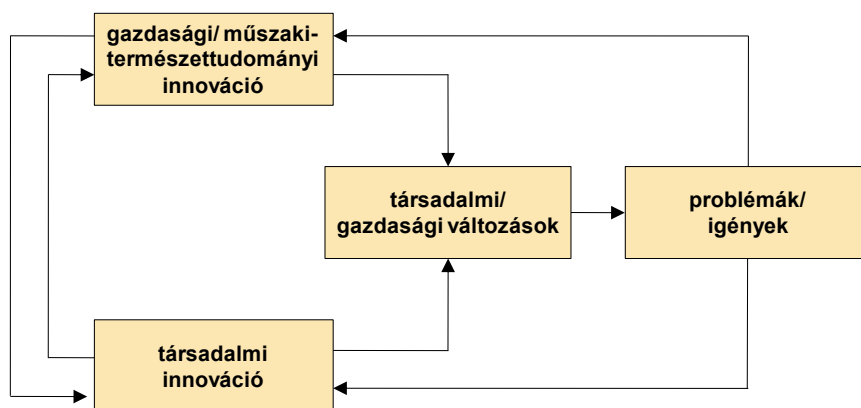 gazdasági/ műszaki-
természettudományi
innováció
társadalmi/
gazdasági változások
problémák/
igények
társadalmi
innováció